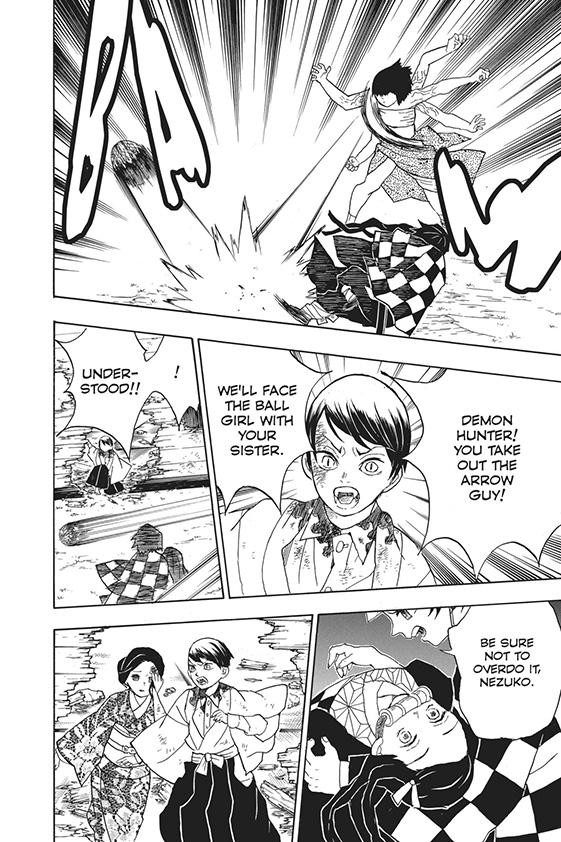 BAM
DEMON
HUNTER!
YOU TAKE
OUT THE
ARROW
GUY!
WE'LL FACE
THE BALL
GIRL WITH
YOUR
SISTER.
!
UNDER-
STOOD!!
BE SURE
NOT TO
OVERDO IT,
NEZUKO.